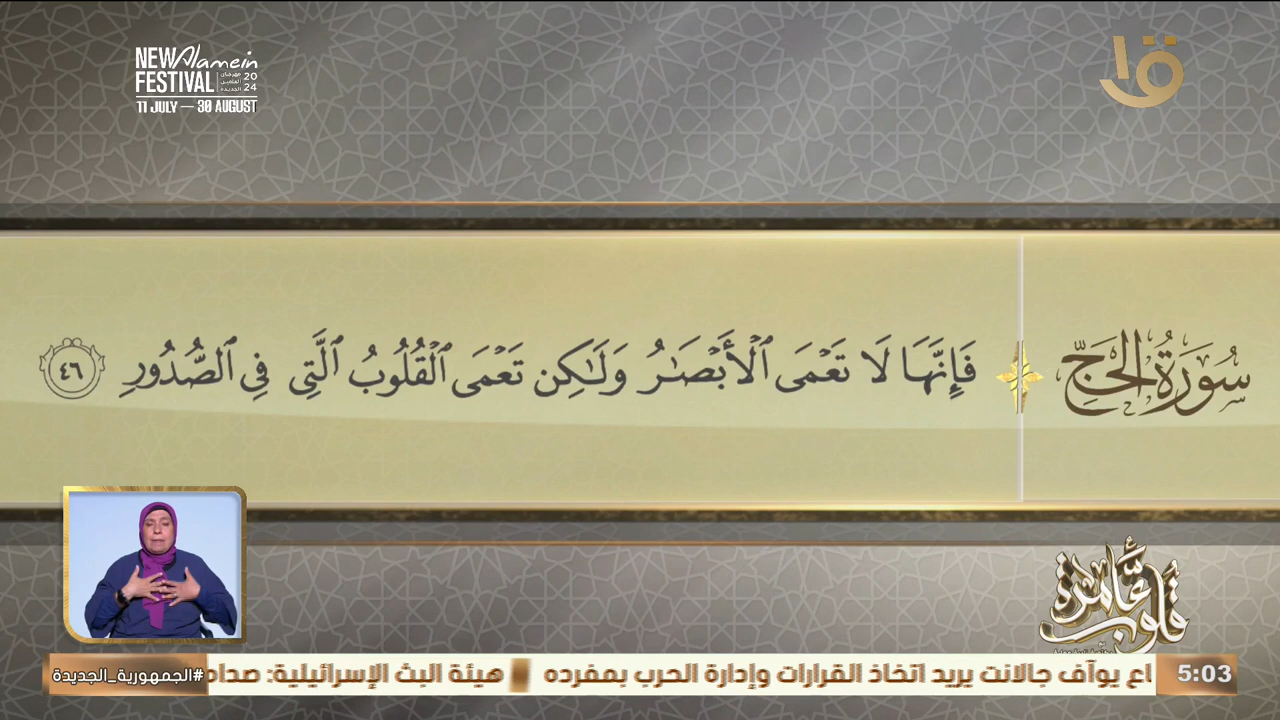 NEW Alamein
FESTIVAL مهرجان العلمين الجديدة 2024
11 JULY — 30 AUGUST
سُورَةُ الحَجِّ
فَإِنَّهَا لَا تَعْمَى ٱلْأَبْصَٰرُ وَلَٰكِن تَعْمَى ٱلْقُلُوبُ ٱلَّتِى فِى ٱلصُّدُورِ ٤٦
قلوب عامرة
5:03
اع يوآف جالانت يريد اتخاذ القرارات وإدارة الحرب بمفرده هيئة البث الإسرائيلية: صدام
#الجمهورية_الجديدة